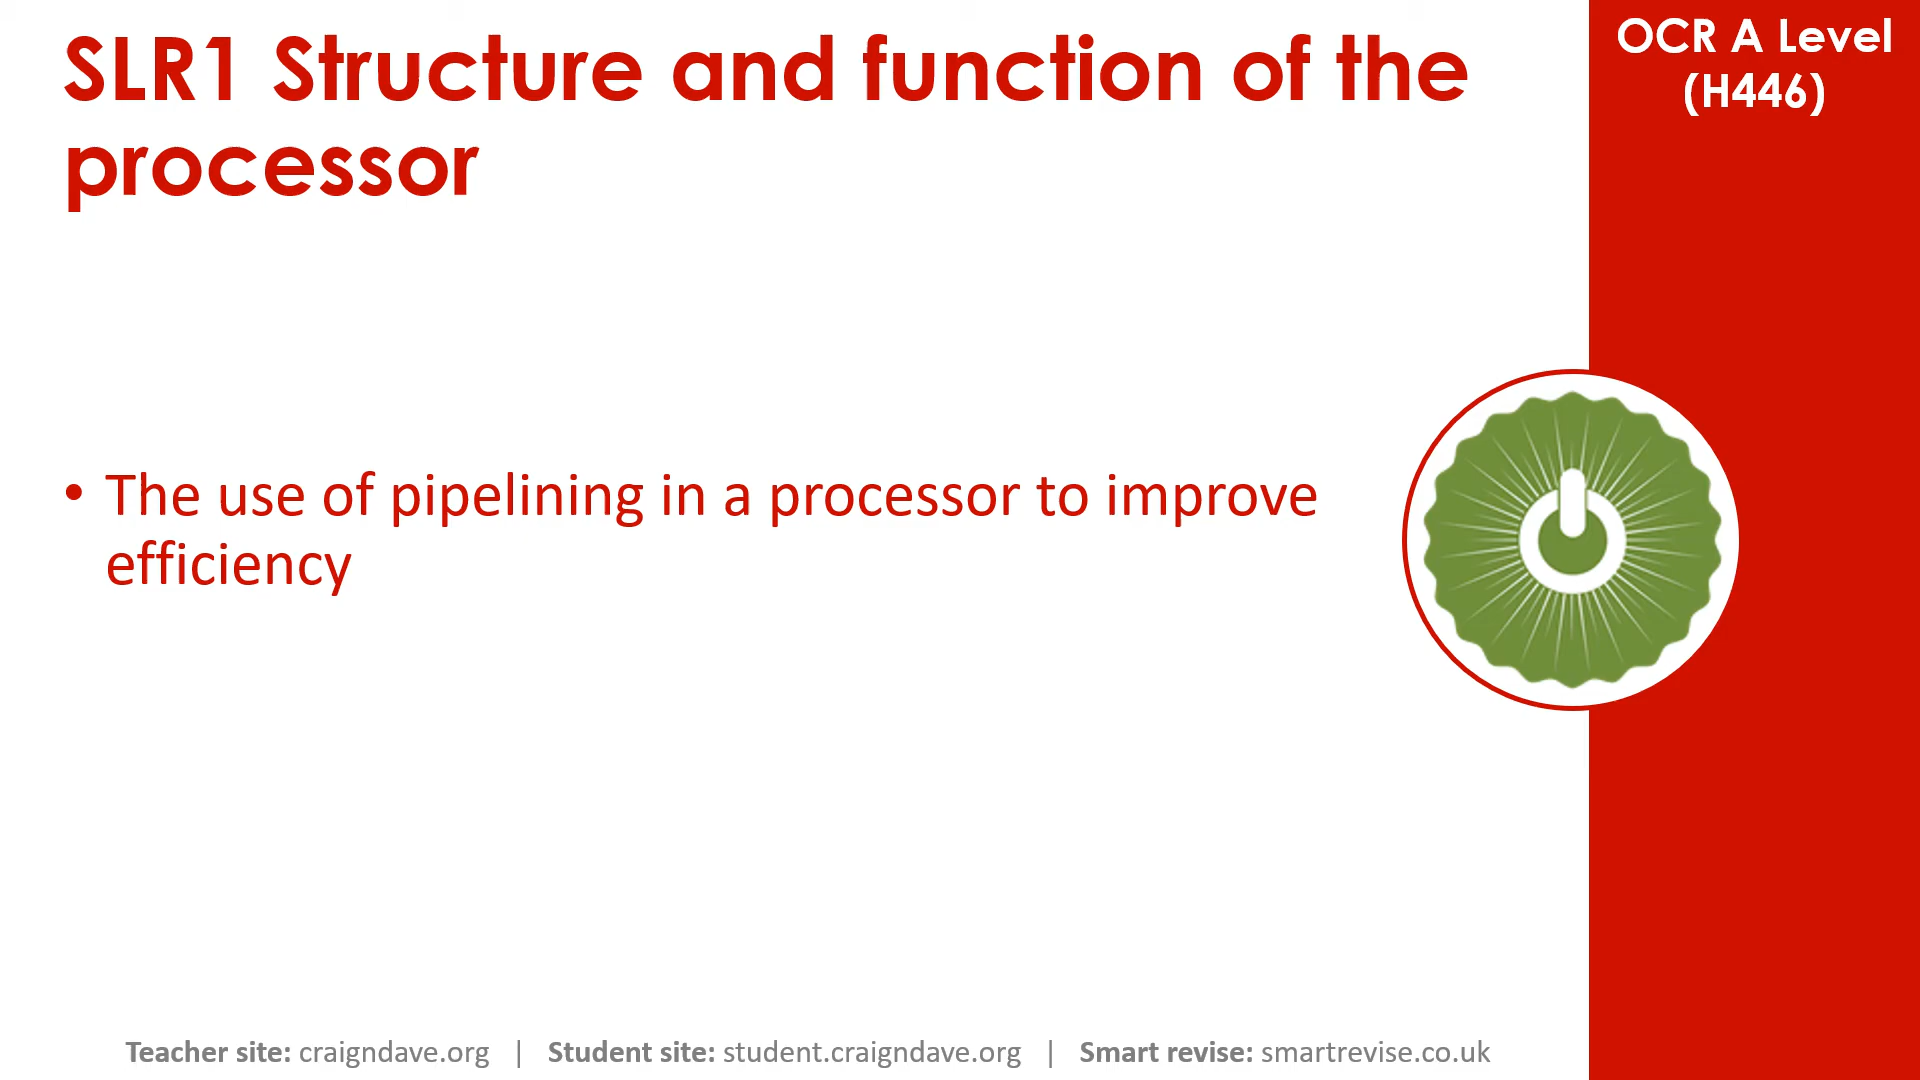 SLR1 Structure and function of the
processor
OCR A Level
(H446)
• The use of pipelining in a processor to improve
efficiency
Teacher site: craigndave.org | Student site: student.craigndave.org | Smart revise: smartrevise.co.uk